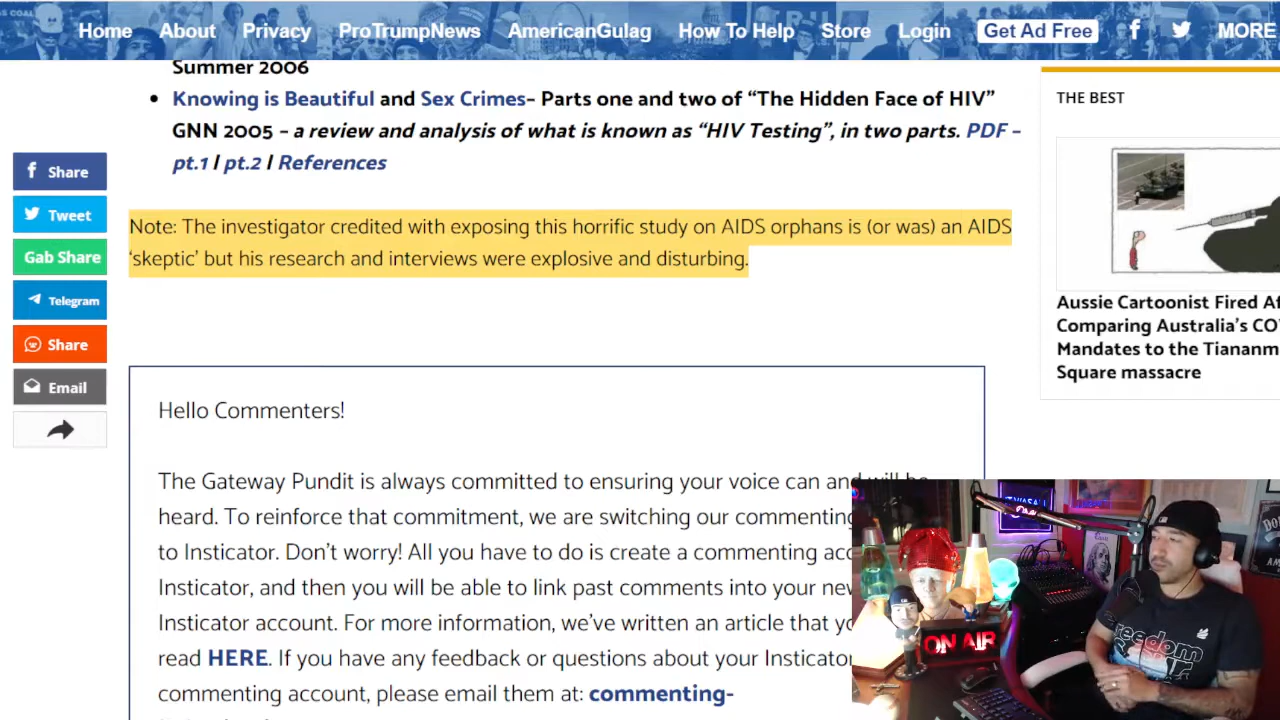 Home About Privacy ProTrumpNews AmericanGulag How To Help Store Login Get Ad Free MORE
Summer 2006
Knowing is Beautiful and Sex Crimes– Parts one and two of “The Hidden Face of HIV”
GNN 2005 – a review and analysis of what is known as “HIV Testing”, in two parts. PDF –
pt.1 l pt.2 l References
Share
Tweet
Gab Share
Telegram
Share
Email
Note: The investigator credited with exposing this horrific study on AIDS orphans is (or was) an AIDS
‘skeptic’ but his research and interviews were explosive and disturbing.
Hello Commenters!
The Gateway Pundit is always committed to ensuring your voice can and will be
heard. To reinforce that commitment, we are switching our commenting
to Insticator. Don’t worry! All you have to do is create a commenting acc
Insticator, and then you will be able to link past comments into your new
Insticator account. For more information, we’ve written an article that yo
read HERE. If you have any feedback or questions about your Insticator
commenting account, please email them at: commenting-
THE BEST
Aussie Cartoonist Fired Af
Comparing Australia’s CO
Mandates to the Tiananm
Square massacre
ON AIR
freedom